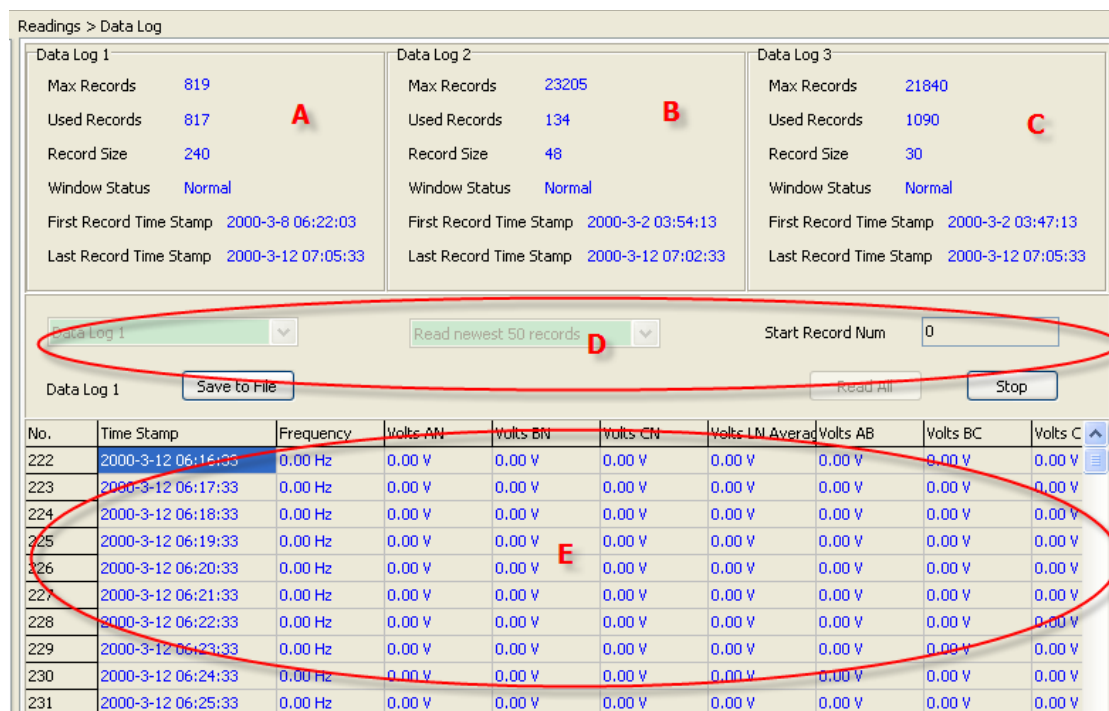 Readings > Data Log
Data Log 1
Max Records 819
Used Records 817
Record Size 240
Window Status Normal
First Record Time Stamp 2000-3-8 06:22:03
Last Record Time Stamp 2000-3-12 07:05:33
A
Data Log 2
Max Records 23205
Used Records 134
Record Size 48
Window Status Normal
First Record Time Stamp 2000-3-2 03:54:13
Last Record Time Stamp 2000-3-12 07:02:33
B
Data Log 3
Max Records 21840
Used Records 1090
Record Size 30
Window Status Normal
First Record Time Stamp 2000-3-2 03:47:13
Last Record Time Stamp 2000-3-12 07:05:33
C
Data Log 1 Read newest 50 records D Start Record Num 0
Data Log 1 Save to File Read All Stop
No. Time Stamp Frequency Volts AN Volts BN Volts CN Volts LN Averag Volts AB Volts BC Volts C
222 2000-3-12 06:16:33 0.00 Hz 0.00 V 0.00 V 0.00 V 0.00 V 0.00 V 0.00 V 0.00 V
223 2000-3-12 06:17:33 0.00 Hz 0.00 V 0.00 V 0.00 V 0.00 V 0.00 V 0.00 V 0.00 V
224 2000-3-12 06:18:33 0.00 Hz 0.00 V 0.00 V 0.00 V 0.00 V 0.00 V 0.00 V 0.00 V
225 2000-3-12 06:19:33 0.00 Hz 0.00 V 0.00 V 0.00 V 0.00 V 0.00 V 0.00 V 0.00 V
E
226 2000-3-12 06:20:33 0.00 Hz 0.00 V 0.00 V 0.00 V 0.00 V 0.00 V 0.00 V 0.00 V
227 2000-3-12 06:21:33 0.00 Hz 0.00 V 0.00 V 0.00 V 0.00 V 0.00 V 0.00 V 0.00 V
228 2000-3-12 06:22:33 0.00 Hz 0.00 V 0.00 V 0.00 V 0.00 V 0.00 V 0.00 V 0.00 V
229 2000-3-12 06:23:33 0.00 Hz 0.00 V 0.00 V 0.00 V 0.00 V 0.00 V 0.00 V 0.00 V
230 2000-3-12 06:24:33 0.00 Hz 0.00 V 0.00 V 0.00 V 0.00 V 0.00 V 0.00 V 0.00 V
231 2000-3-12 06:25:33 0.00 Hz 0.00 V 0.00 V 0.00 V 0.00 V 0.00 V 0.00 V 0.00 V